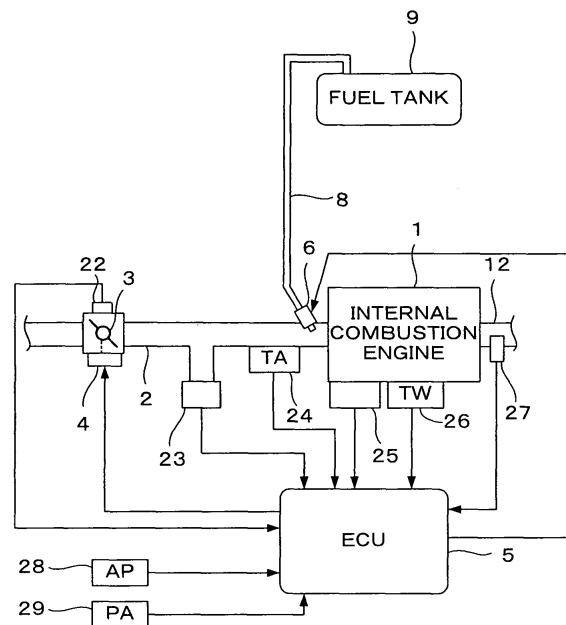 9
FUEL TANK
8
1
6
12
22
3
INTERNAL
COMBUSTION
ENGINE
TA
TW
4
2
24
27
23
25
26
ECU
5
28
AP
29
PA